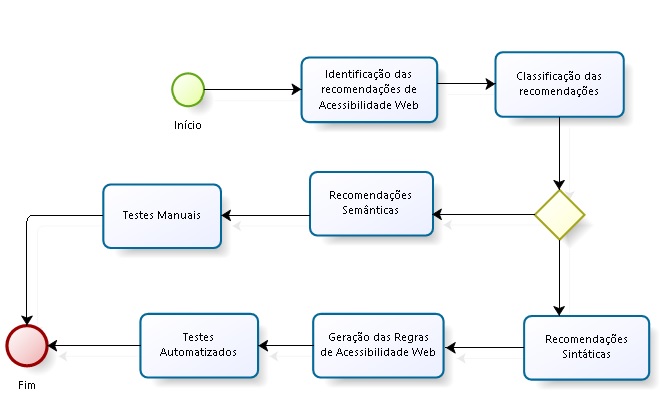 Início
Identificação das
recomendações de
Acessibilidade Web
Classificação das
recomendações
Recomendações
Semânticas
Testes Manuais
Recomendações
Sintáticas
Geração das Regras
de Acessibilidade Web
Testes
Automatizados
Fim